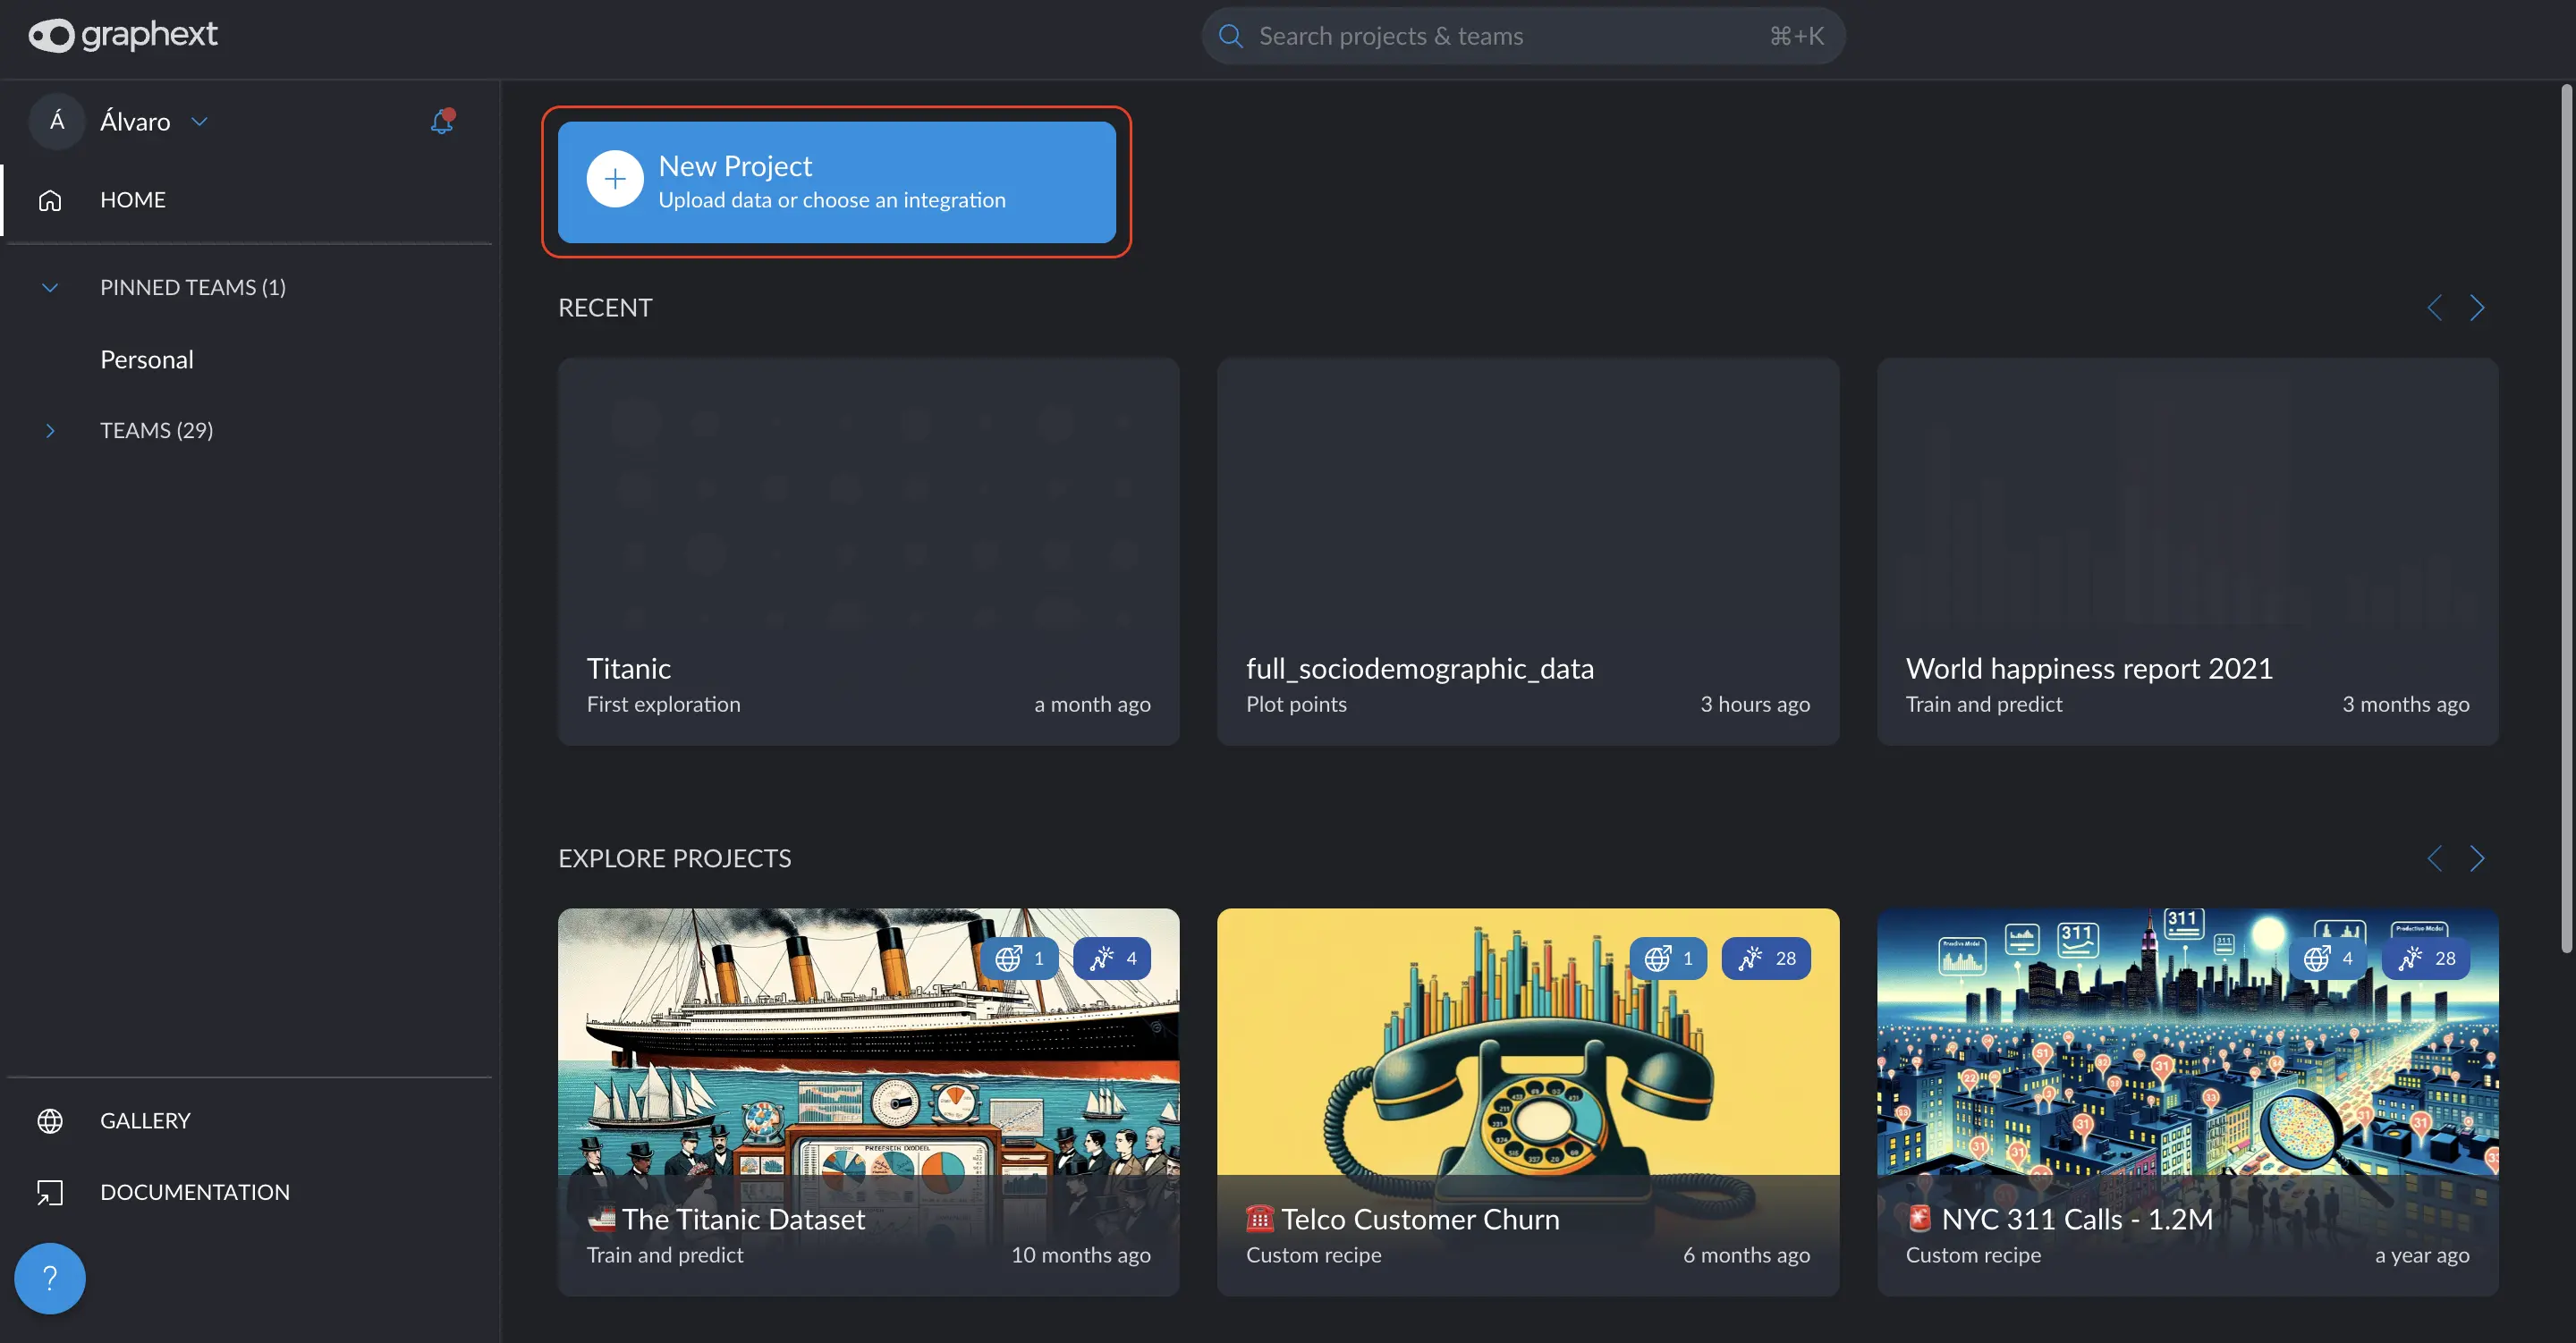 graphext
Search projects & teams ⌘+K
Á Álvaro
HOME
PINNED TEAMS (1)
Personal
TEAMS (29)
GALLERY
DOCUMENTATION
?
New Project
Upload data or choose an integration
RECENT
Titanic
First exploration a month ago
full_sociodemographic_data
Plot points 3 hours ago
World happiness report 2021
Train and predict 3 months ago
EXPLORE PROJECTS
1 4
The Titanic Dataset
Train and predict 10 months ago
1 28
Telco Customer Churn
Custom recipe 6 months ago
311
311
4 28
NYC 311 Calls - 1.2M
Custom recipe a year ago